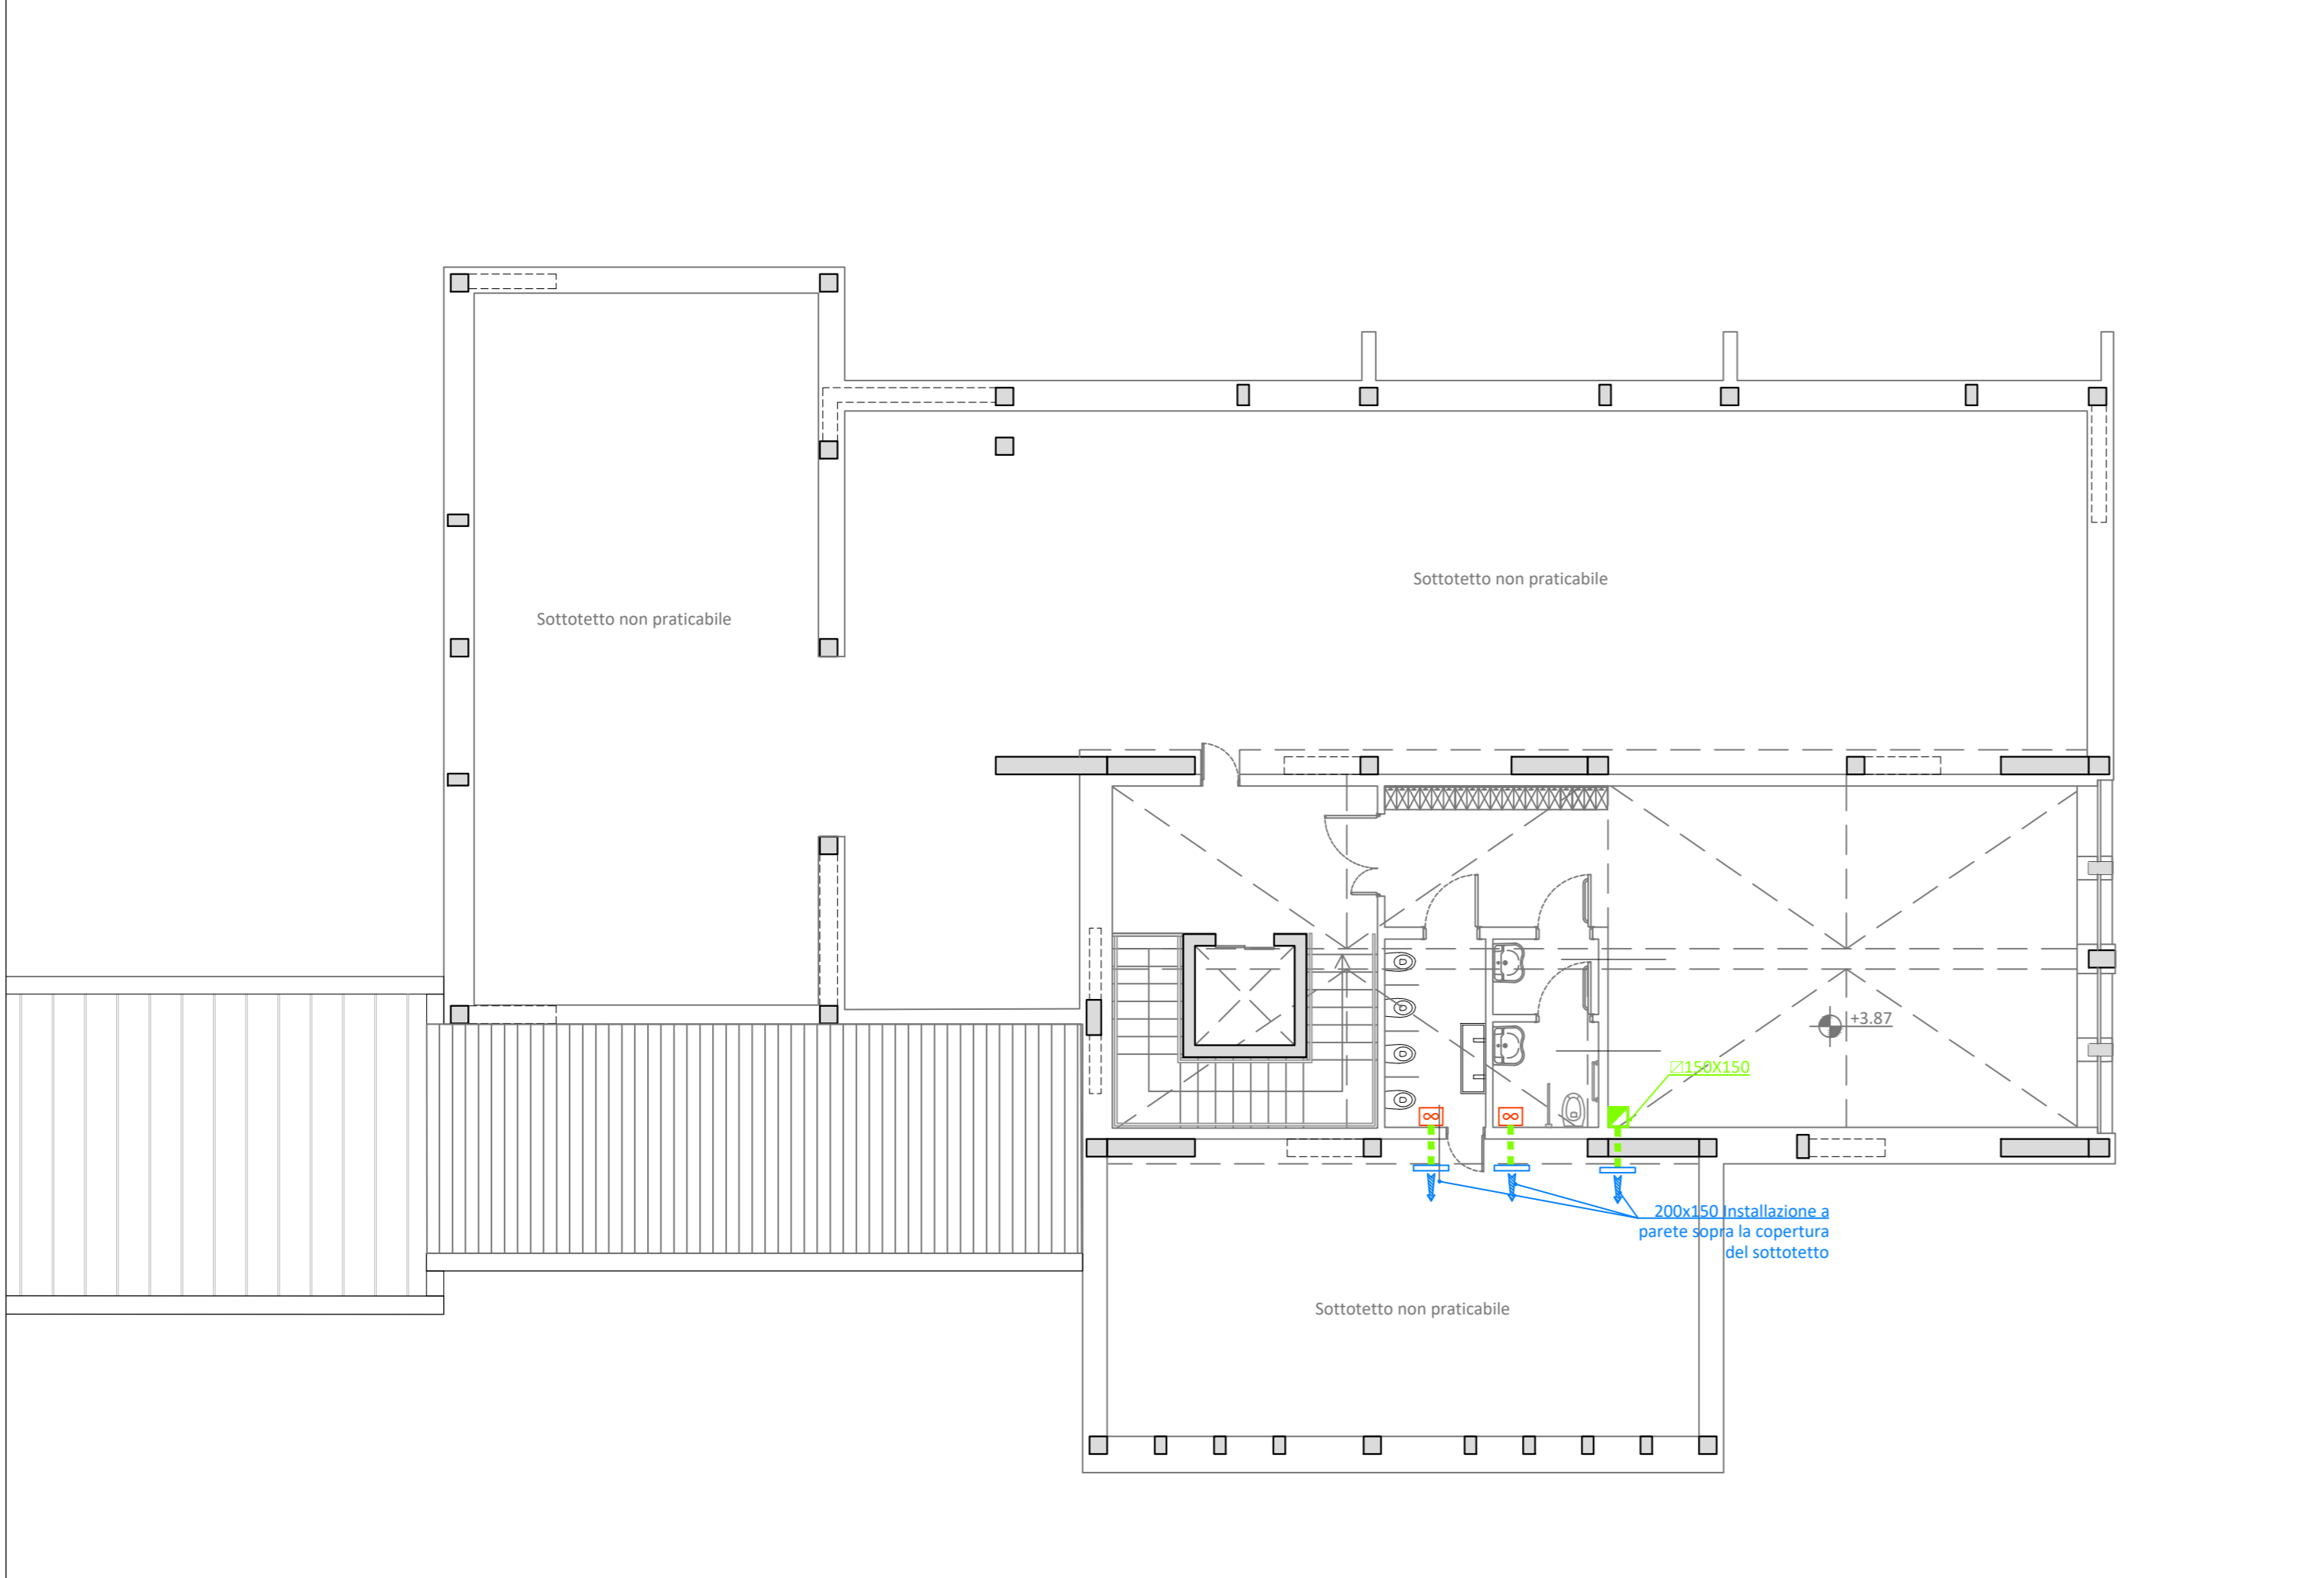 Sottotetto non praticabile
Sottotetto non praticabile
+3.87
∅150X150
200x150 Installazione a
parete sopra la copertura
del sottotetto
Sottotetto non praticabile